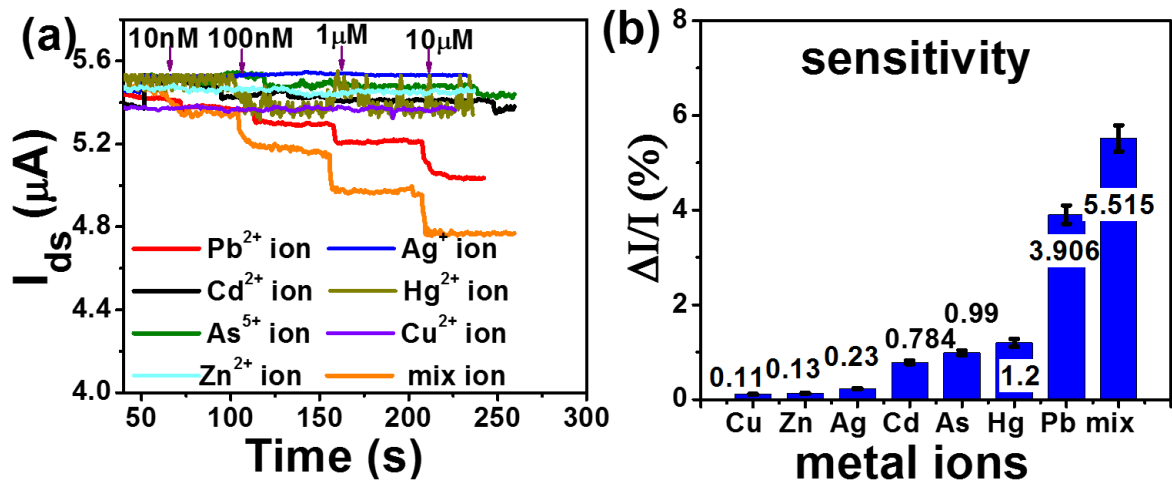 (a)
10nM 100nM 1μM 10μM
5.6
5.2
4.8
4.4
4.0
I_ds (μA)
Pb²⁺ ion Ag⁺ ion
Cd²⁺ ion Hg²⁺ ion
As⁵⁺ ion Cu²⁺ ion
Zn²⁺ ion mix ion
50 100 150 200 250 300
Time (s)
(b)
sensitivity
8
6
4
2
0
ΔI/I (%)
0.11 0.13 0.23 0.784 0.99 1.2 3.906 5.515
Cu Zn Ag Cd As Hg Pb mix
metal ions